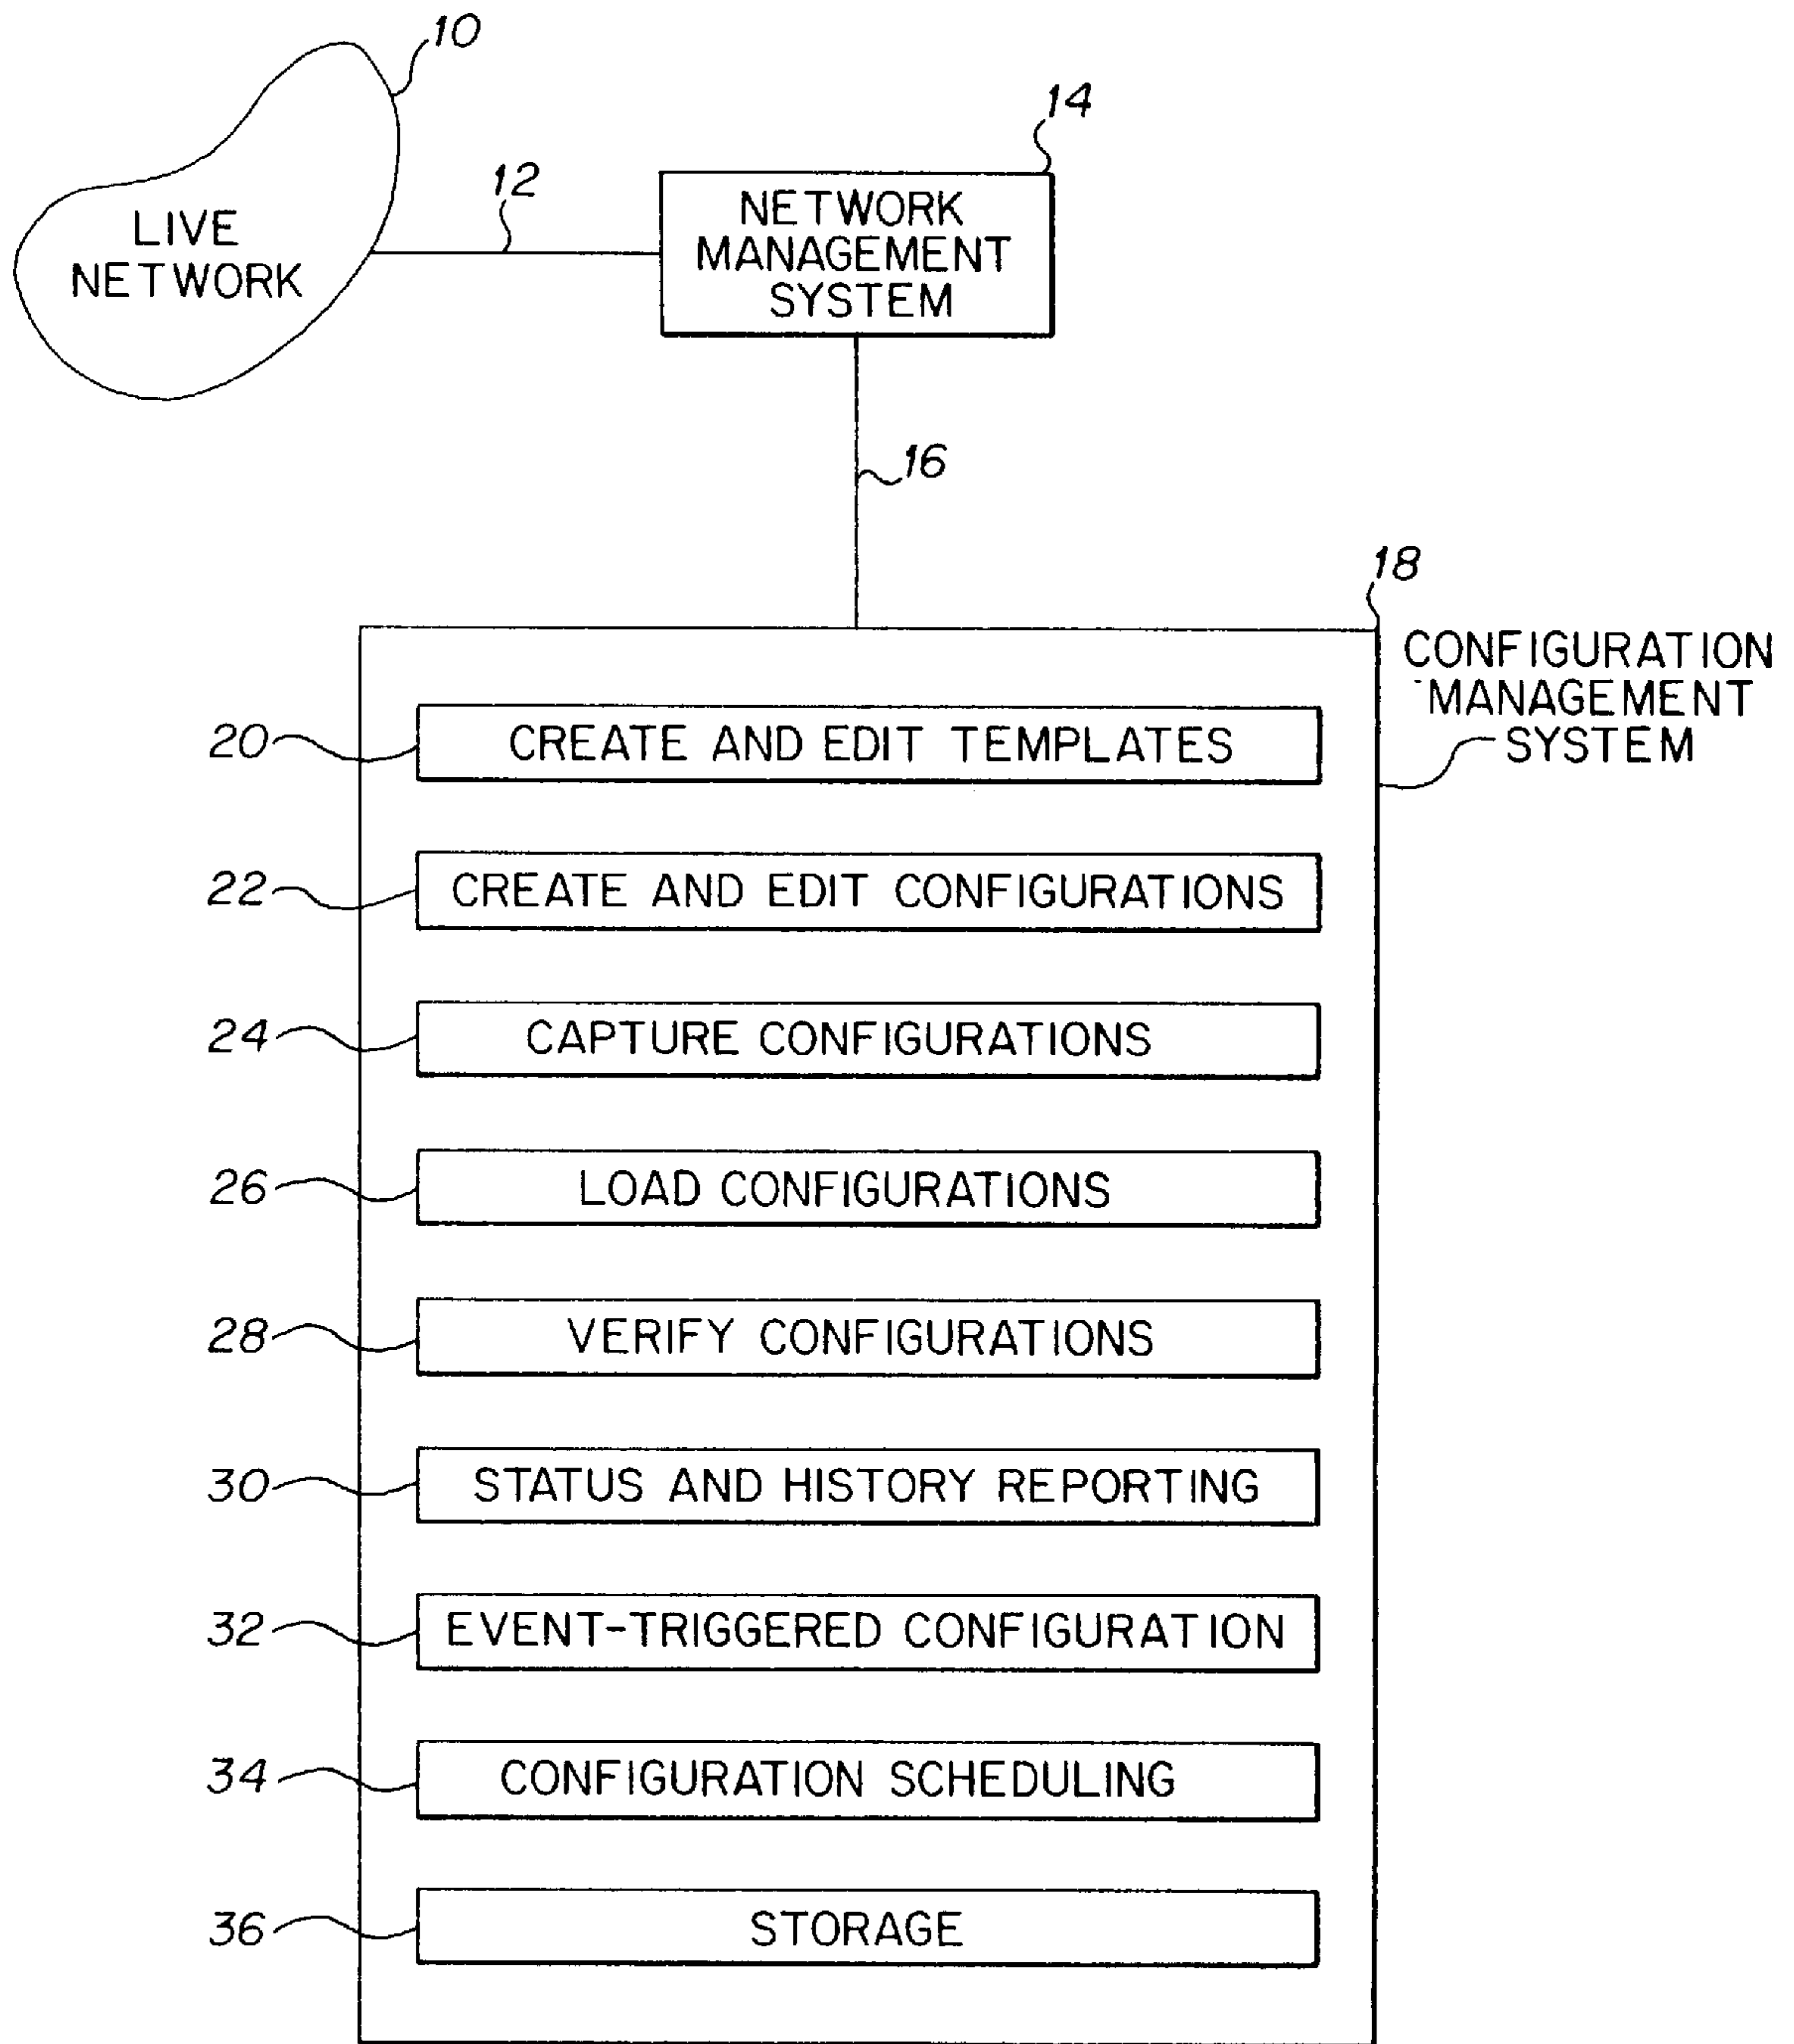 10
14
12
LIVE
NETWORK
NETWORK
MANAGEMENT
SYSTEM
16
18
CONFIGURATION
MANAGEMENT
SYSTEM
20 CREATE AND EDIT TEMPLATES
22 CREATE AND EDIT CONFIGURATIONS
24 CAPTURE CONFIGURATIONS
26 LOAD CONFIGURATIONS
28 VERIFY CONFIGURATIONS
30 STATUS AND HISTORY REPORTING
32 EVENT-TRIGGERED CONFIGURATION
34 CONFIGURATION SCHEDULING
36 STORAGE